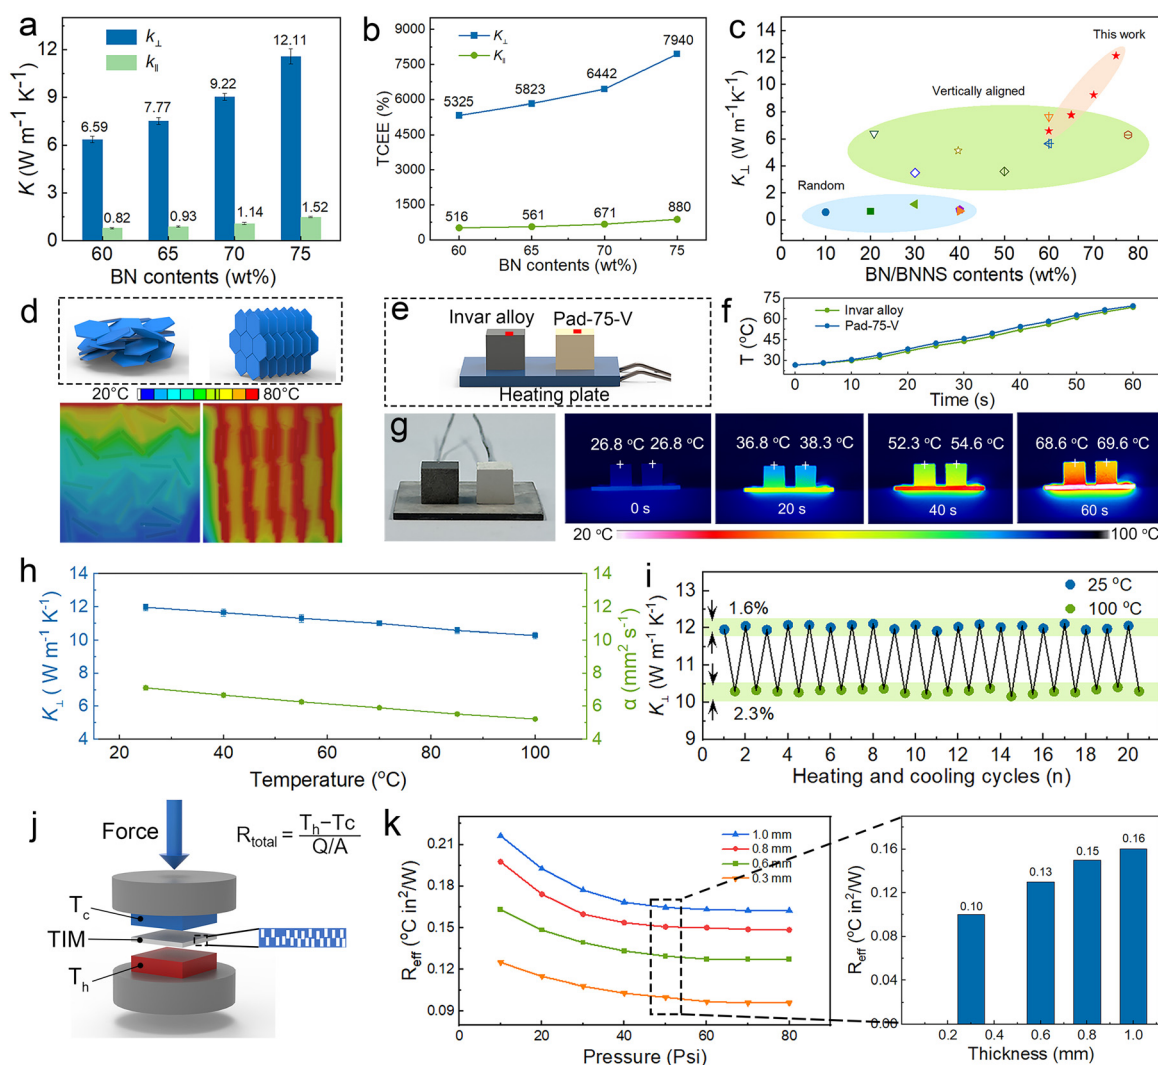 a
K (W m⁻¹ K⁻¹)
12
9
6
3
0
k⊥
k∥
6.59
0.82
7.77
0.93
9.22
1.14
12.11
1.52
60 65 70 75
BN contents (wt%)
b
TCEE (%)
9000
7500
6000
4500
3000
1500
0
K⊥
K∥
5325 5823 6442 7940
516 561 671 880
60 65 70 75
BN contents (wt%)
c
K⊥ (W m⁻¹K⁻¹)
14
12
10
8
6
4
2
0
This work
Vertically aligned
Random
0 10 20 30 40 50 60 70 80
BN/BNNS contents (wt%)
d
20°C 80°C
e
Invar alloy Pad-75-V
Heating plate
f
T (°C)
75
60
45
30
Invar alloy
Pad-75-V
0 10 20 30 40 50 60
Time (s)
g
26.8 °C 26.8 °C
0 s
36.8 °C 38.3 °C
20 s
52.3 °C 54.6 °C
40 s
68.6 °C 69.6 °C
60 s
20 °C 100 °C
h
K⊥ ( W m⁻¹ K⁻¹)
14
12
10
8
6
4
α (mm² s⁻¹)
14
12
10
8
6
4
20 40 60 80 100
Temperature (°C)
i
K⊥ (W m⁻¹ K⁻¹)
13
12
11
10
9
25 °C
100 °C
1.6%
2.3%
0 2 4 6 8 10 12 14 16 18 20
Heating and cooling cycles (n)
j
Force
R_total = T_h−Tc / Q/A
T_c
TIM
T_h
k
R_eff (°C in²/W)
0.21
0.18
0.15
0.12
0.09
1.0 mm
0.8 mm
0.6 mm
0.3 mm
0 20 40 60 80
Pressure (Psi)
R_eff (°C in²/W)
0.16
0.12
0.08
0.04
0.00
0.10
0.13
0.15
0.16
0.2 0.4 0.6 0.8 1.0
Thickness (mm)